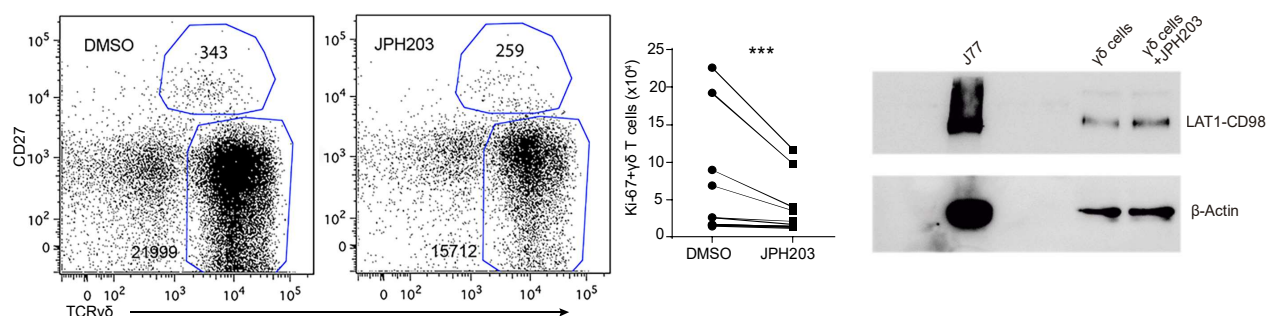 DMSO
343
21999
CD27
10⁵
10⁴
10³
10²
0
0 10² 10³ 10⁴ 10⁵
TCRγδ
JPH203
259
15712
10⁵
10⁴
10³
10²
0
0 10² 10³ 10⁴ 10⁵
Ki-67+γδ T cells (x10⁴)
25
20
15
10
5
0
***
DMSO JPH203
J77
γδ cells
γδ cells
+JPH203
LAT1-CD98
β-Actin